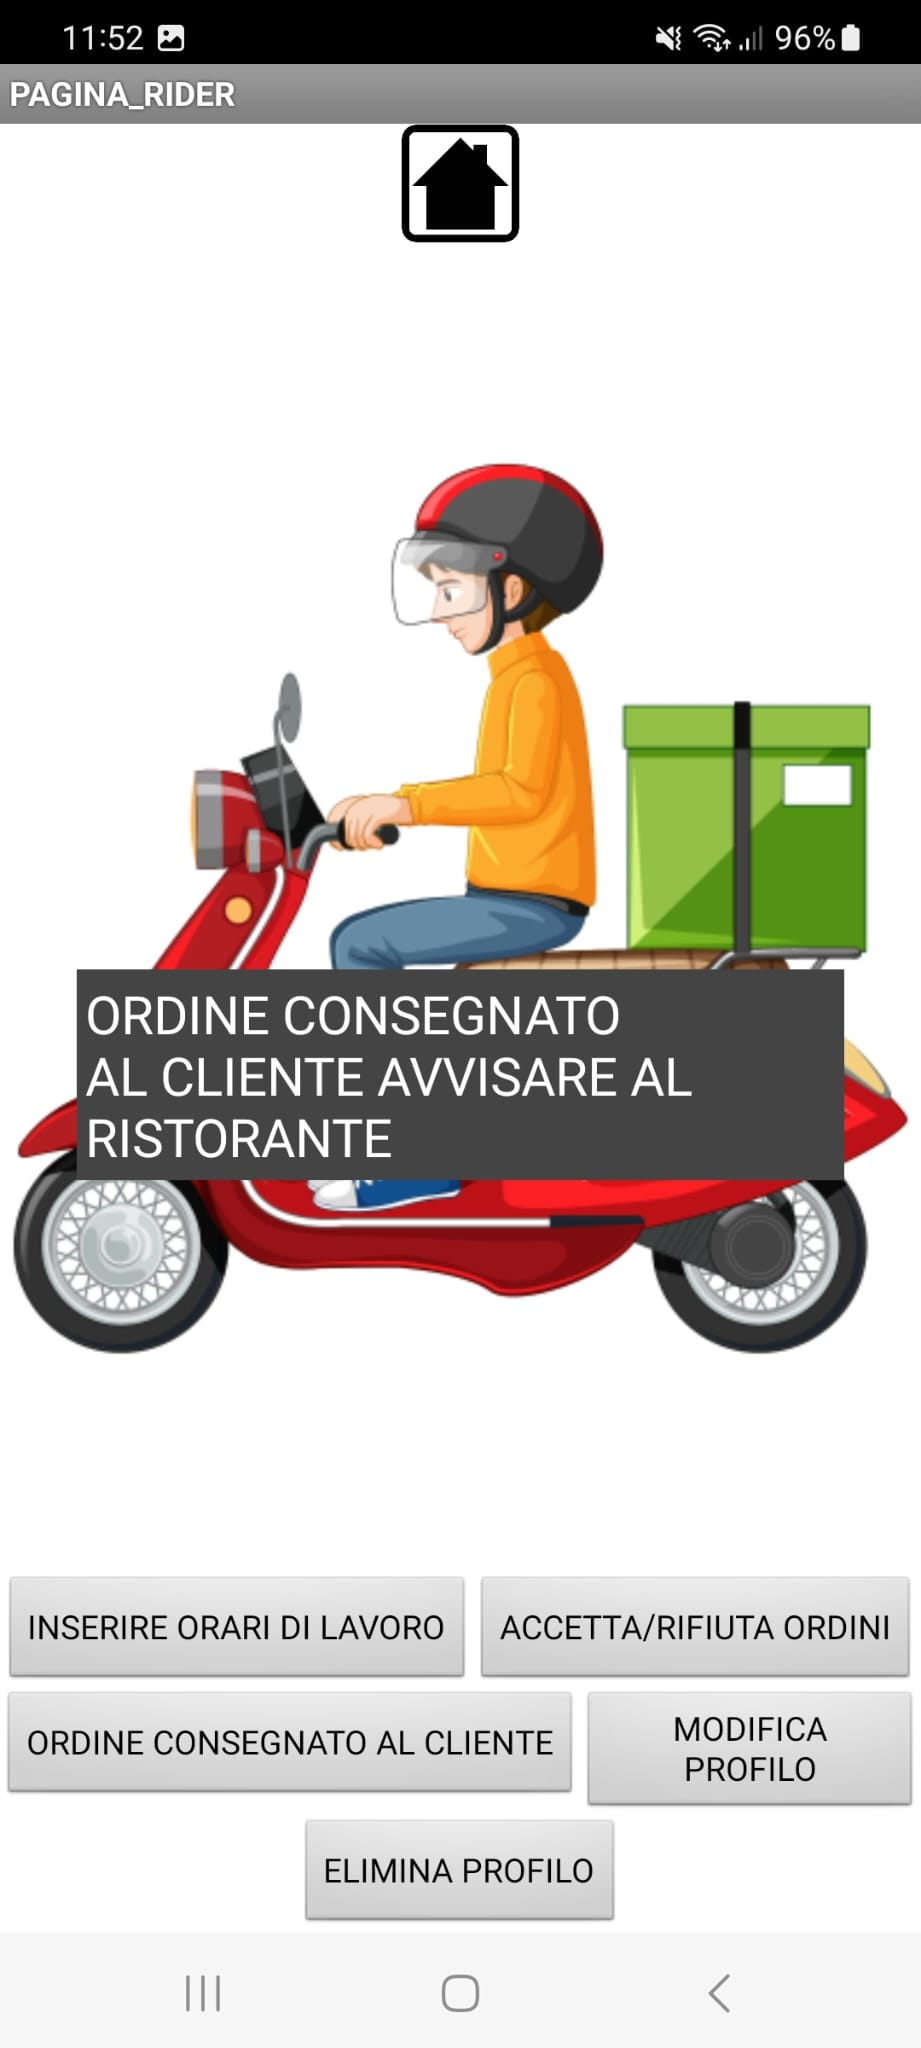 11:52 96%
PAGINA_RIDER
ORDINE CONSEGNATO
AL CLIENTE AVVISARE AL
RISTORANTE
INSERIRE ORARI DI LAVORO
ACCETTA/RIFIUTA ORDINI
ORDINE CONSEGNATO AL CLIENTE
MODIFICA
PROFILO
ELIMINA PROFILO